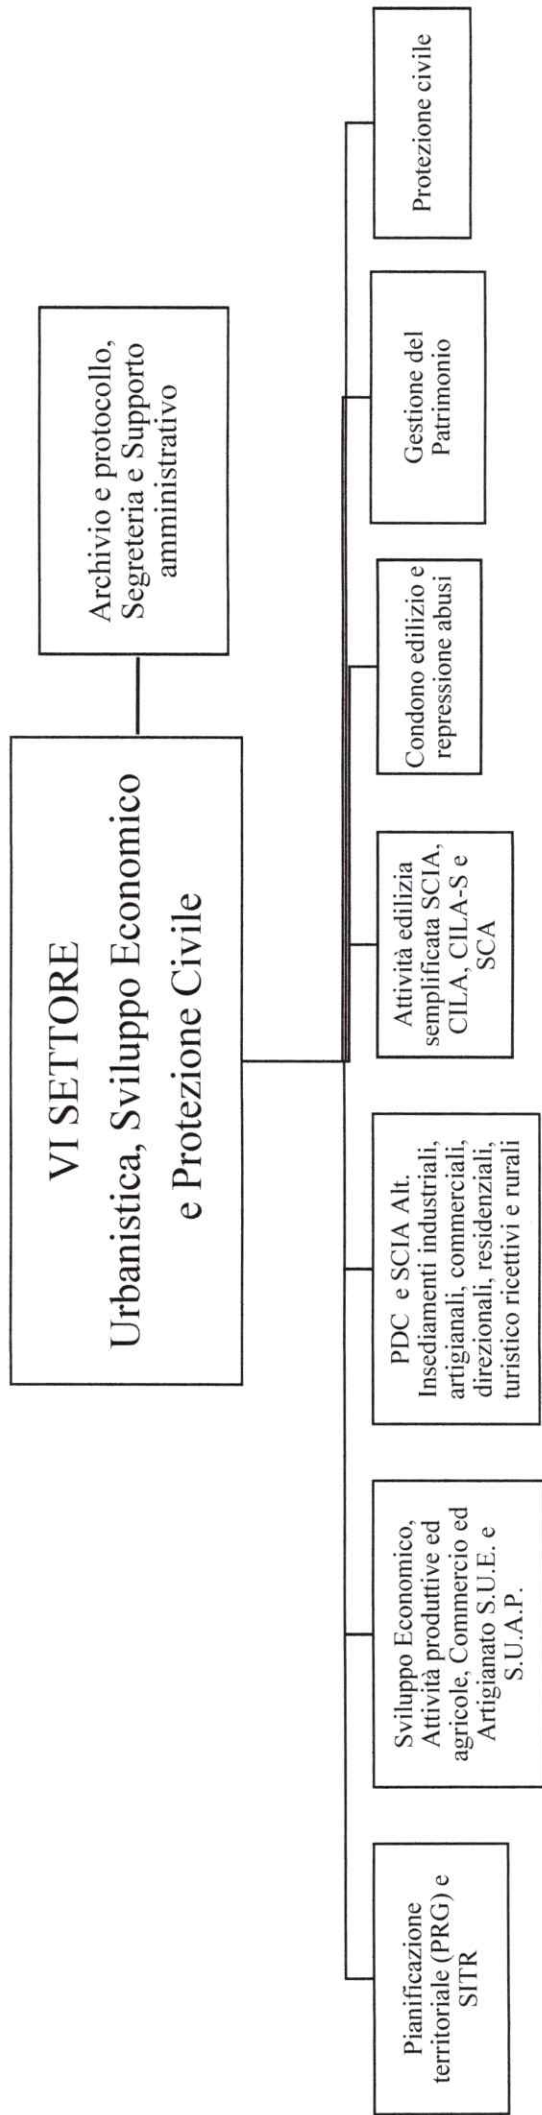 VI SETTORE
Urbanistica, Sviluppo Economico
e Protezione Civile
Archivio e protocollo,
Segreteria e Supporto
amministrativo
Pianificazione
territoriale (PRG) e
SITR
Sviluppo Economico,
Attività produttive ed
agricole, Commercio ed
Artigianato S.U.E. e
S.U.A.P.
PDC e SCIA Alt.
Insediamenti industriali,
artigianali, commerciali,
direzionali, residenziali,
turistico ricettivi e rurali
Attività edilizia
semplificata SCIA,
CILA, CILA-S e
SCA
Condono edilizio e
repressione abusi
Gestione del
Patrimonio
Protezione civile